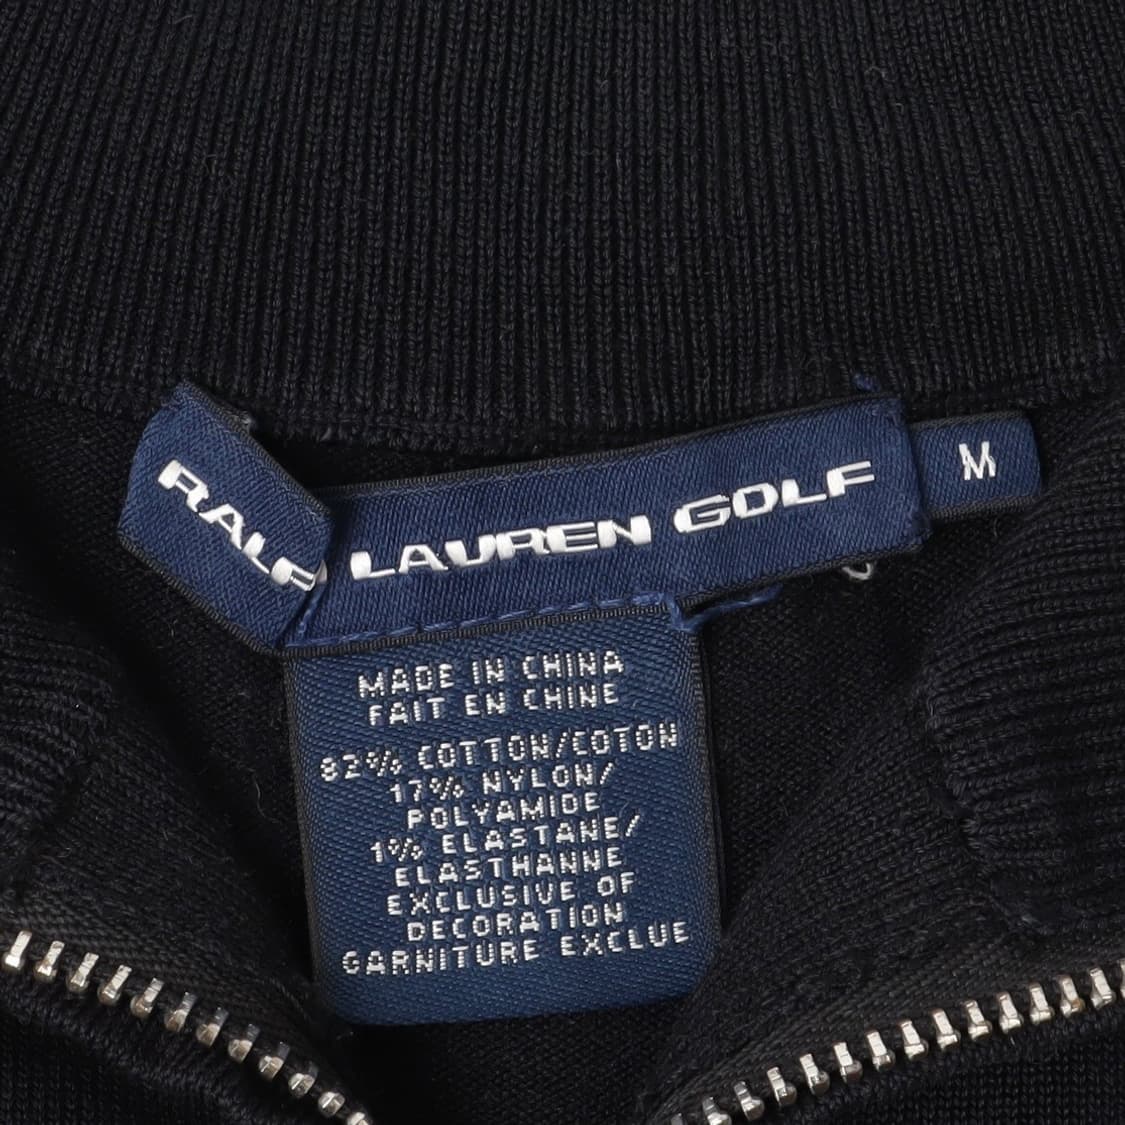 RALPH LAUREN GOLF
M
MADE IN CHINA
FAIT EN CHINE
82% COTTON/COTON
17% NYLON/
POLYAMIDE
1% ELASTANE/
ELASTHANNE
EXCLUSIVE OF
DECORATION
GARNITURE EXCLUE